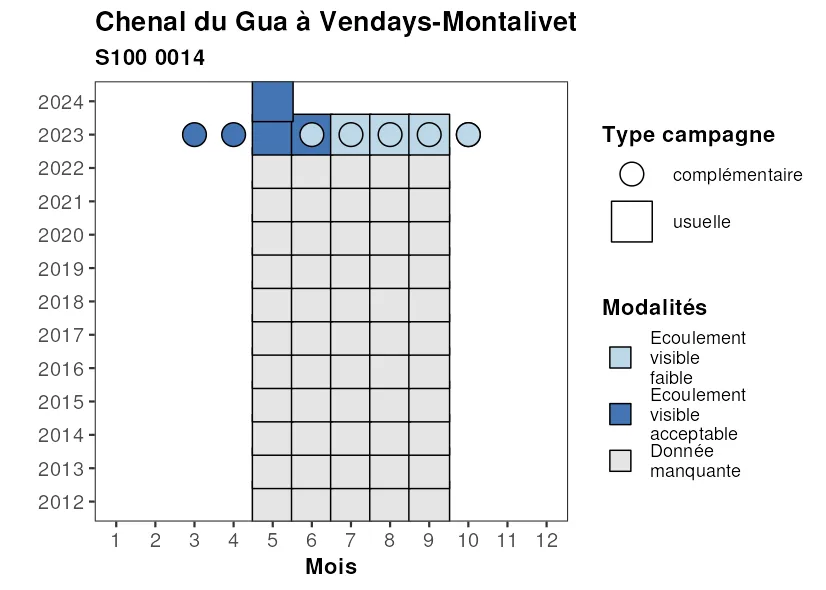 Chenal du Gua à Vendays-Montalivet
S100 0014
2024
2023
2022
2021
2020
2019
2018
2017
2016
2015
2014
2013
2012
1 2 3 4 5 6 7 8 9 10 11 12
Mois
Type campagne
complémentaire
usuelle
Modalités
Ecoulement
visible
faible
Ecoulement
visible
acceptable
Donnée
manquante